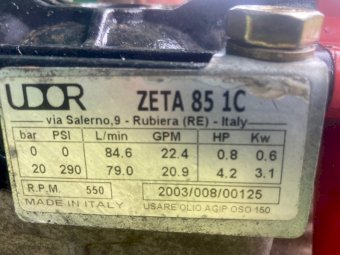 UDOR ZETA 85 1C
via Salerno,9 - Rubiera (RE) - Italy
bar PSI L/min GPM HP Kw
0 0 84.6 22.4 0.8 0.6
20 290 79.0 20.9 4.2 3.1
R.P.M. 550 2003/008/00125
MADE IN ITALY USARE OLIO AGIP OSO 150